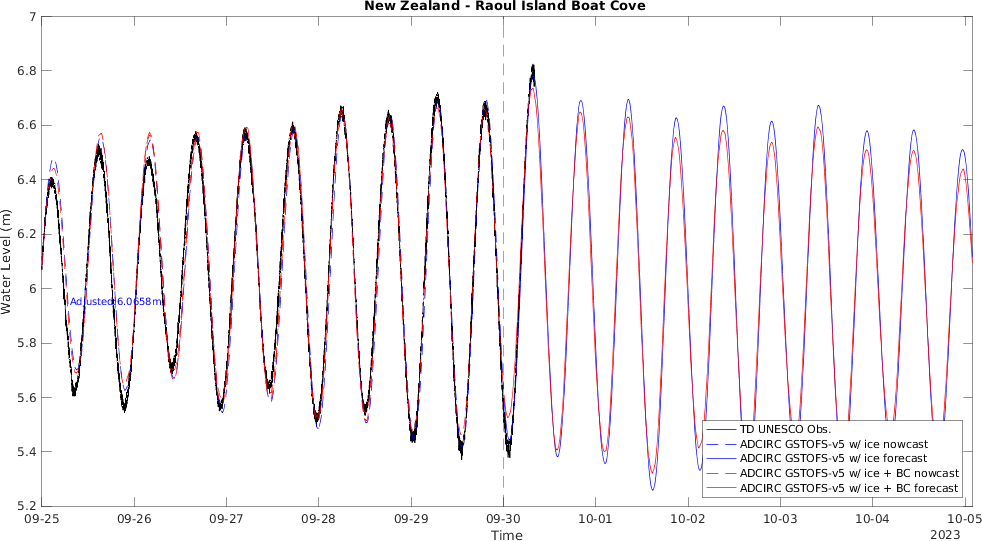 New Zealand - Raoul Island Boat Cove
7
6.8
6.6
6.4
6.2
6
5.8
5.6
5.4
5.2
Water Level (m)
Adjusted 6.0658m
TD UNESCO Obs.
ADCIRC GSTOFS-v5 w/ ice nowcast
ADCIRC GSTOFS-v5 w/ ice forecast
ADCIRC GSTOFS-v5 w/ ice + BC nowcast
ADCIRC GSTOFS-v5 w/ ice + BC forecast
09-25 09-26 09-27 09-28 09-29 09-30 10-01 10-02 10-03 10-04 10-05
Time
2023